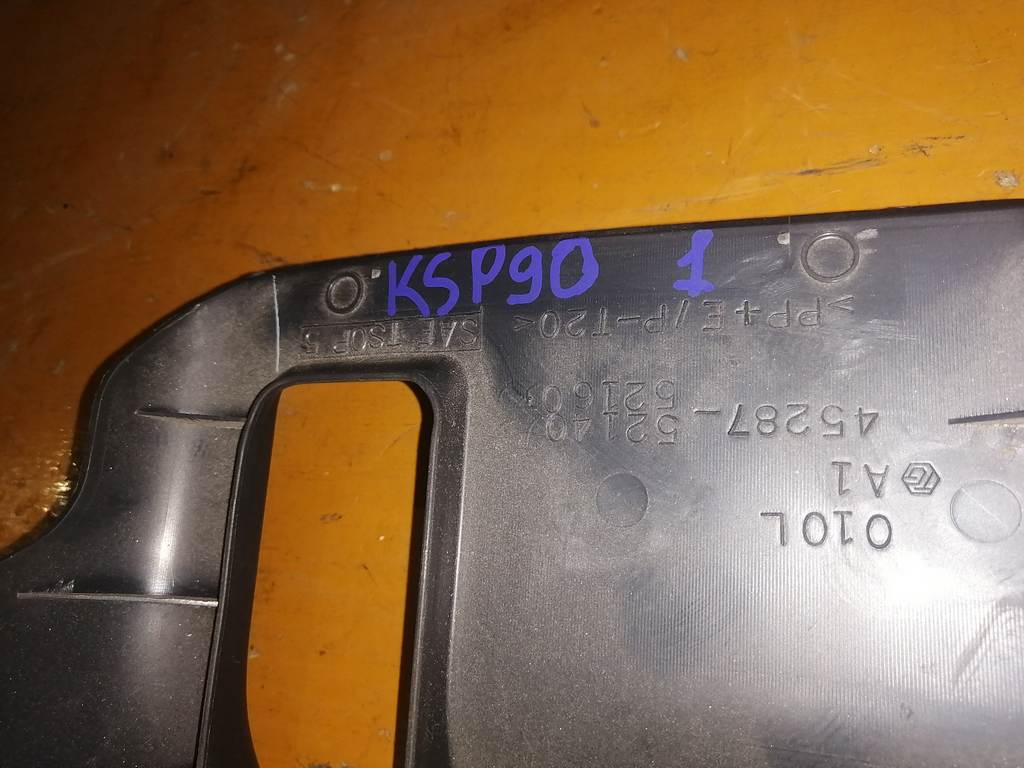 KSP90 1
>PP+E/P-T20<
SAE TSOP 5
45287-52140/
52160
A1
010L